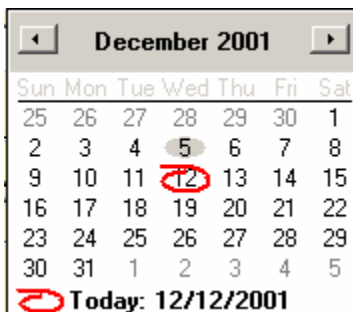 December 2001
Sun Mon Tue Wed Thu Fri Sat
25 26 27 28 29 30 1
2 3 4 5 6 7 8
9 10 11 12 13 14 15
16 17 18 19 20 21 22
23 24 25 26 27 28 29
30 31 1 2 3 4 5
Today: 12/12/2001